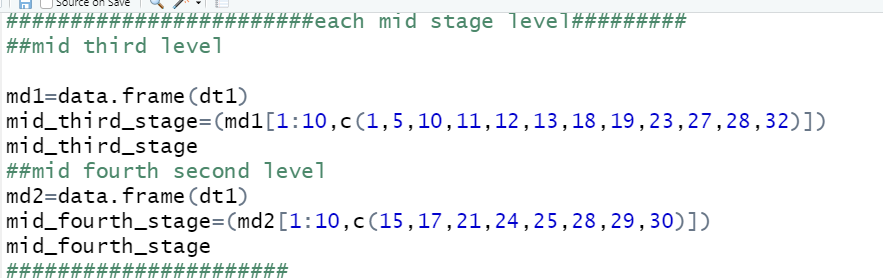 Source on Save
########################each mid stage level#########
##mid third level
md1=data.frame(dt1)
mid_third_stage=(md1[1:10,c(1,5,10,11,12,13,18,19,23,27,28,32)])
mid_third_stage
##mid fourth second level
md2=data.frame(dt1)
mid_fourth_stage=(md2[1:10,c(15,17,21,24,25,28,29,30)])
mid_fourth_stage
######################